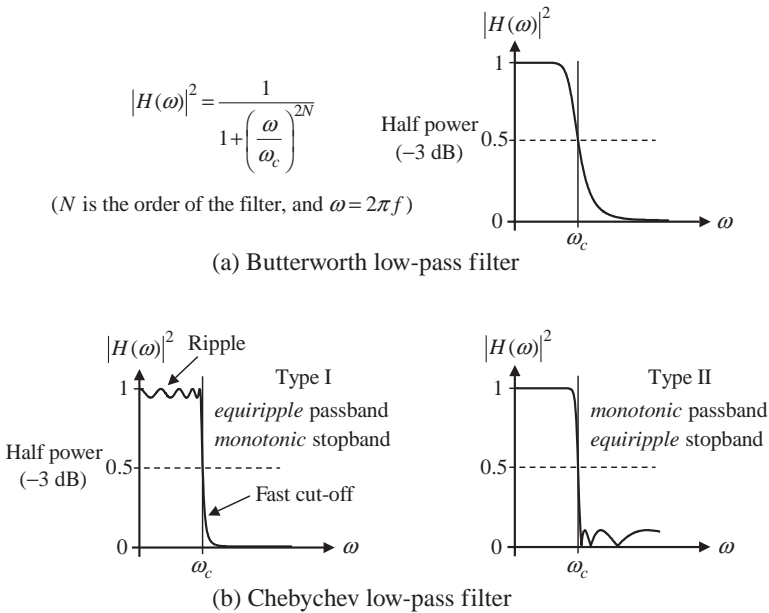 |H(ω)|²
1
Half power
(−3 dB)
0.5
0
ω_c
ω
|H(ω)|² = 1 / (1 + (ω/ω_c)^{2N})
(N is the order of the filter, and ω = 2πf)
(a) Butterworth low-pass filter
|H(ω)|²
Ripple
Type I
equiripple passband
monotonic stopband
1
Half power
(−3 dB)
0.5
Fast cut-off
0
ω_c
ω
|H(ω)|²
Type II
monotonic passband
equiripple stopband
1
0.5
0
ω_c
ω
(b) Chebychev low-pass filter